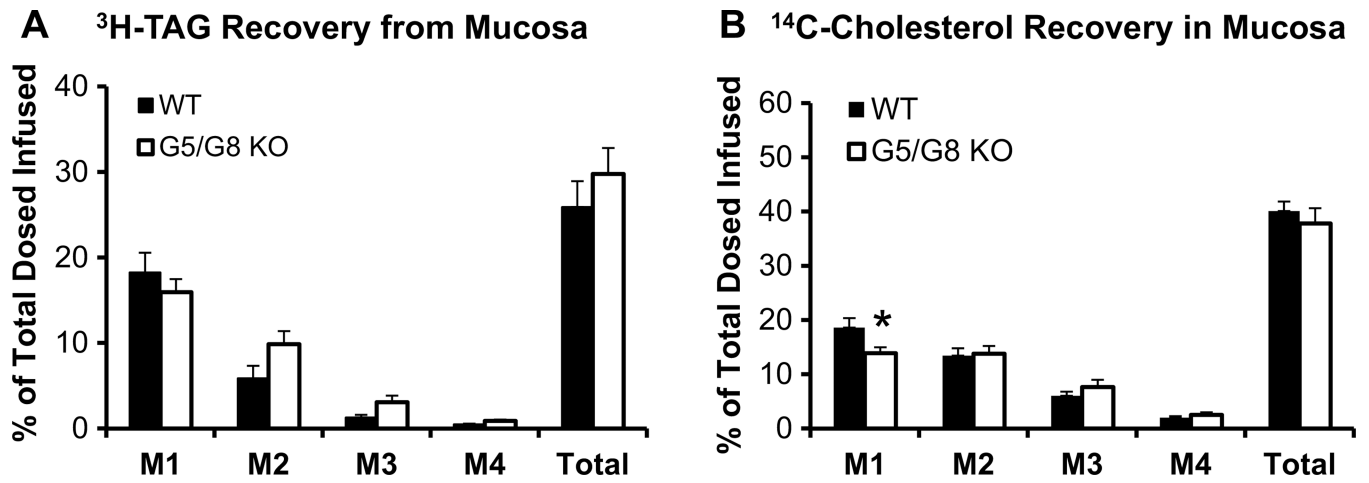 A ³H-TAG Recovery from Mucosa
% of Total Dosed Infused
40
30
20
10
0
WT
G5/G8 KO
M1 M2 M3 M4 Total
B ¹⁴C-Cholesterol Recovery in Mucosa
% of Total Dosed Infused
60
50
40
30
20
10
0
WT
G5/G8 KO
*
M1 M2 M3 M4 Total